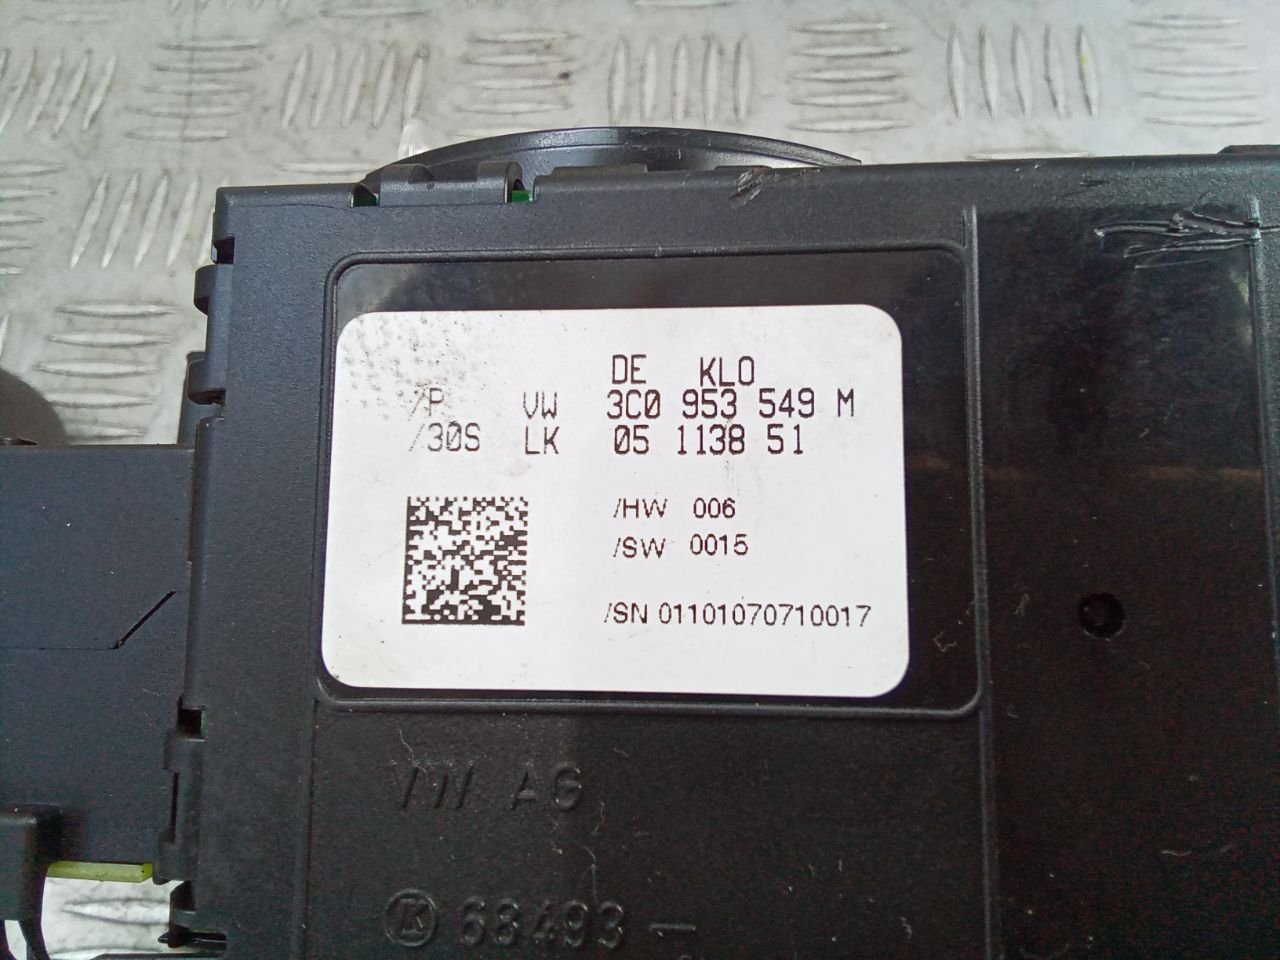 DE KLO
/P VW 3C0 953 549 M
/30S LK 05 1138 51
/HW 006
/SW 0015
/SN 01101070710017
VW AG
K 68493 -